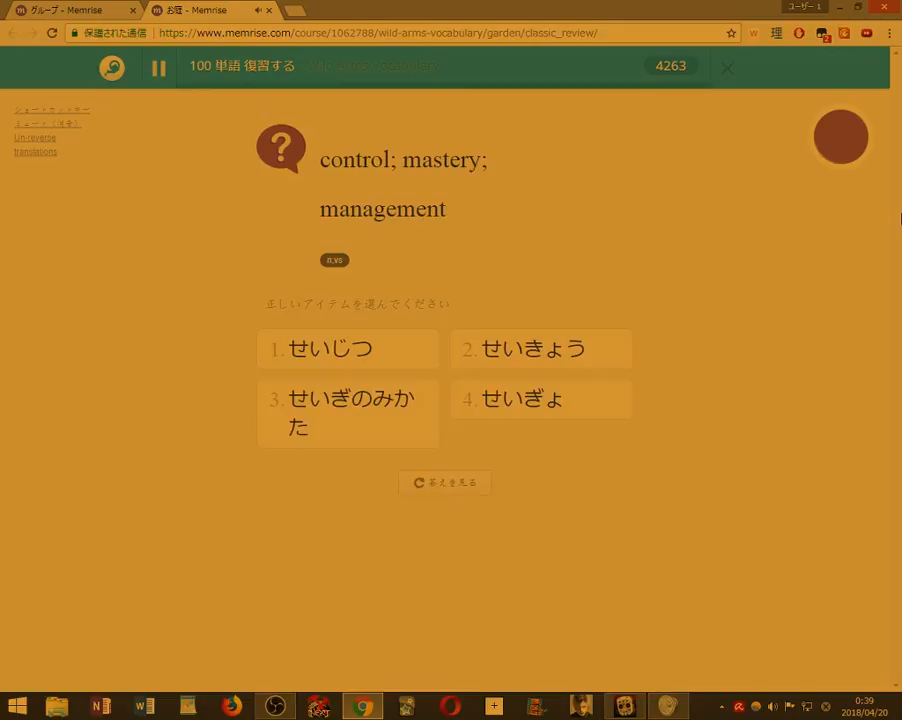 グループ - Memrise
お庭 - Memrise
ユーザー 1
保護された通信
https://www.memrise.com/course/1062788/wild-arms-vocabulary/garden/classic_review/
100 単語 復習する
4263
Lin-reverse
translations
control; mastery;
management
n;vs
正しいアイテムを選んでください
1. せいじつ
2. せいきょう
3. せいぎのみか
た
4. せいぎょ
答えを見る
0:39
2018/04/20